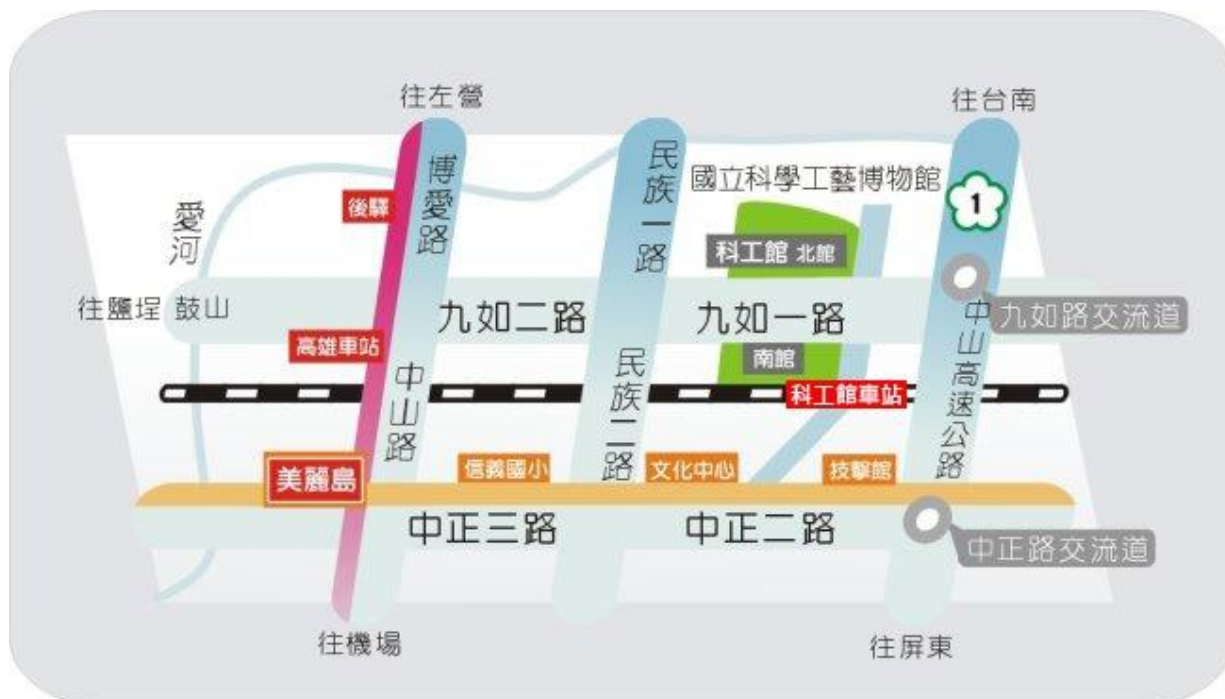 往左營
往台南
博愛路
民族一路
國立科學工藝博物館
1
後驛
愛河
科工館 北館
往鹽埕 鼓山
九如二路
九如一路
九如路交流道
高雄車站
南館
中山路
民族二路
科工館車站
中山高速公路
美麗島
信義國小
文化中心
技擊館
中正三路
中正二路
中正路交流道
往機場
往屏東